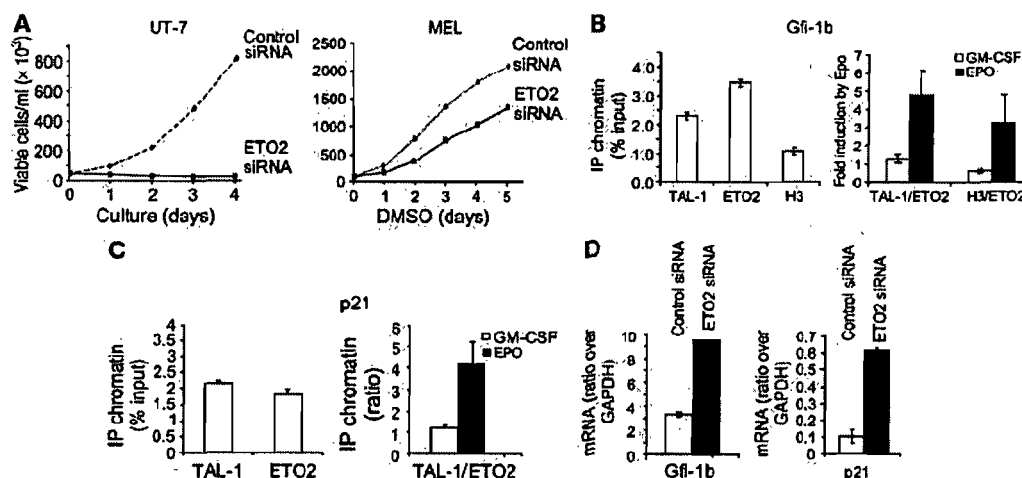 A
UT-7
MEL
Viable cells/ml (× 10⁻³)
800
600
400
200
0
Control
siRNA
ETO2
siRNA
0 1 2 3 4
Culture (days)
2500
2000
1500
1000
500
0
Control
siRNA
ETO2
siRNA
0 1 2 3 4 5
DMSO (days)
B
Gfi-1b
IP chromatin
(% input)
4.0
3.0
2.0
1.0
0.0
TAL-1 ETO2 H3
Fold induction by Epo
7
6
5
4
3
2
1
0
GM-CSF
EPO
TAL-1/ETO2 H3/ETO2
C
p21
IP chromatin
(% input)
4
3.5
3
2.5
2
1.5
1
0.5
0
TAL-1 ETO2
IP chromatin
(ratio)
6
5
4
3
2
1
0
GM-CSF
EPO
TAL-1/ETO2
D
Control siRNA
ETO2 siRNA
mRNA (ratio over
GAPDH)
10
8
6
4
2
0
Gfi-1b
Control siRNA
ETO2 siRNA
mRNA (ratio over
GAPDH)
0.7
0.6
0.5
0.4
0.3
0.2
0.1
0
p21